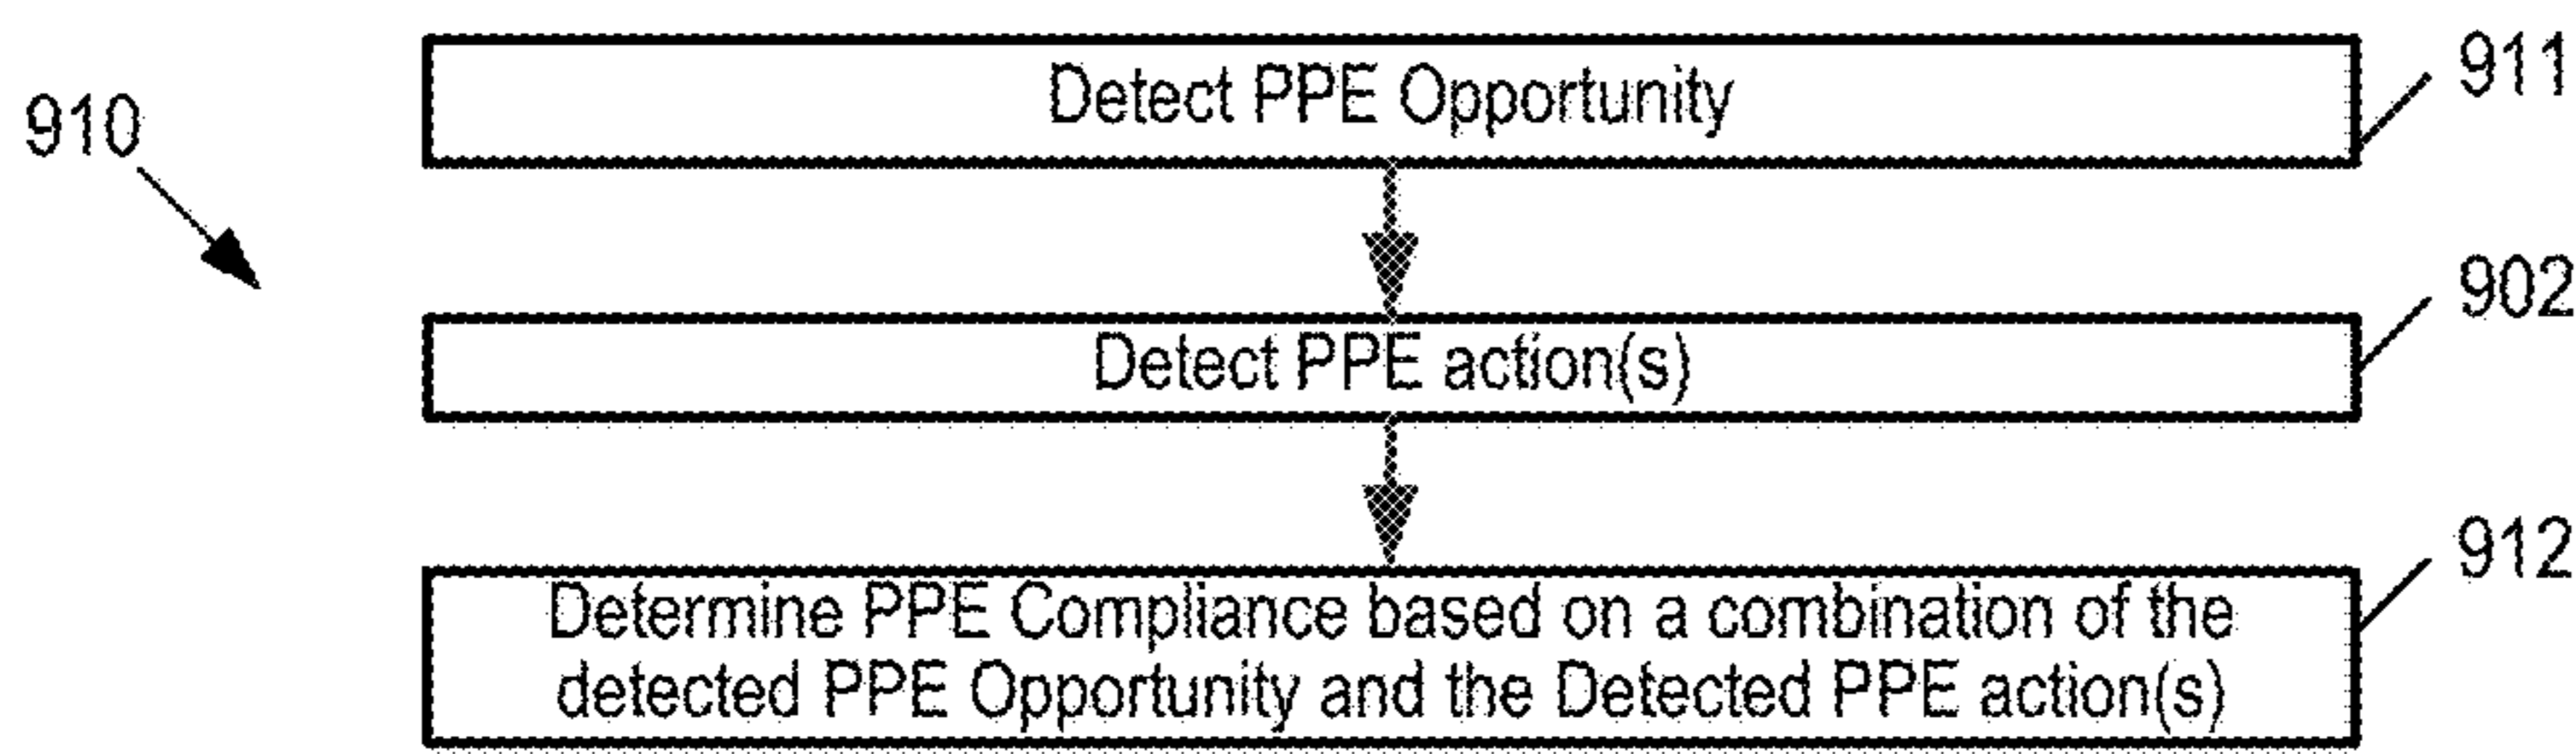 910
Detect PPE Opportunity
911
Detect PPE action(s)
902
Determine PPE Compliance based on a combination of the
detected PPE Opportunity and the Detected PPE action(s)
912